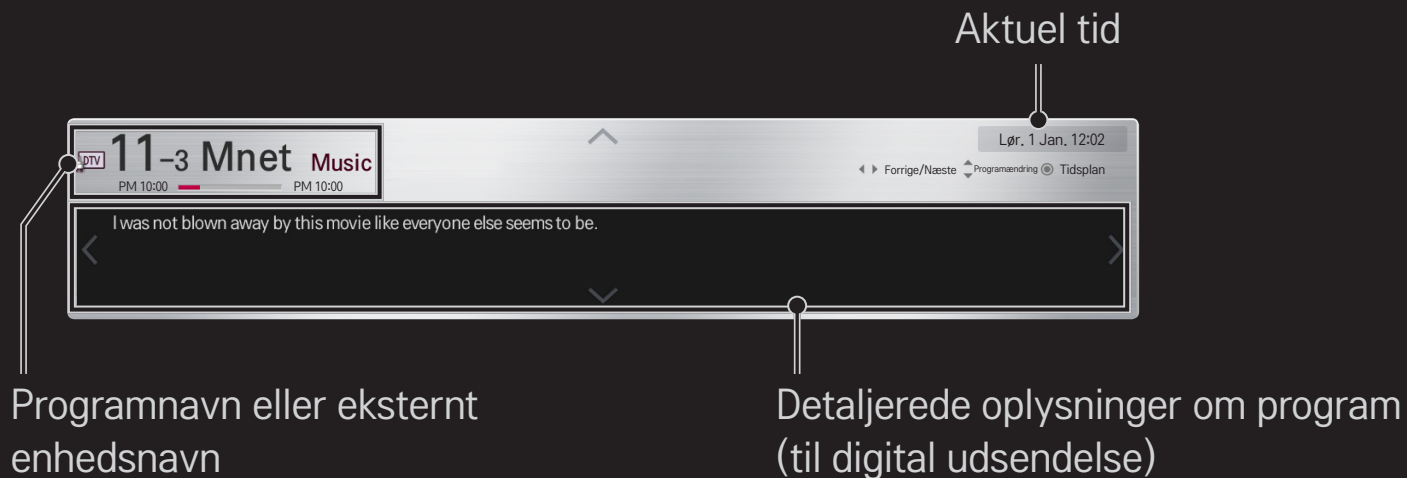 Aktuel tid
DTV 11-3 Mnet Music
PM 10:00 PM 10:00
Lør. 1 Jan. 12:02
Forrige/Næste Programændring Tidsplan
I was not blown away by this movie like everyone else seems to be.
Programnavn eller eksternt
enhedsnavn
Detaljerede oplysninger om program
(til digital udsendelse)